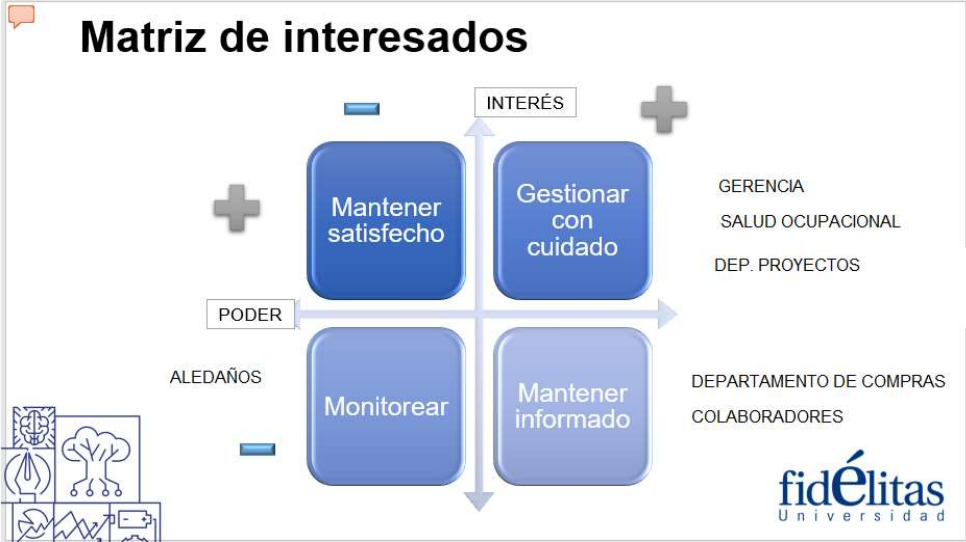 Matriz de interesados
INTERÉS
Mantener
satisfecho
Gestionar
con
cuidado
GERENCIA
SALUD OCUPACIONAL
DEP. PROYECTOS
PODER
ALEDAÑOS
Monitorear
Mantener
informado
DEPARTAMENTO DE COMPRAS
COLABORADORES
fidélitas
Universidad